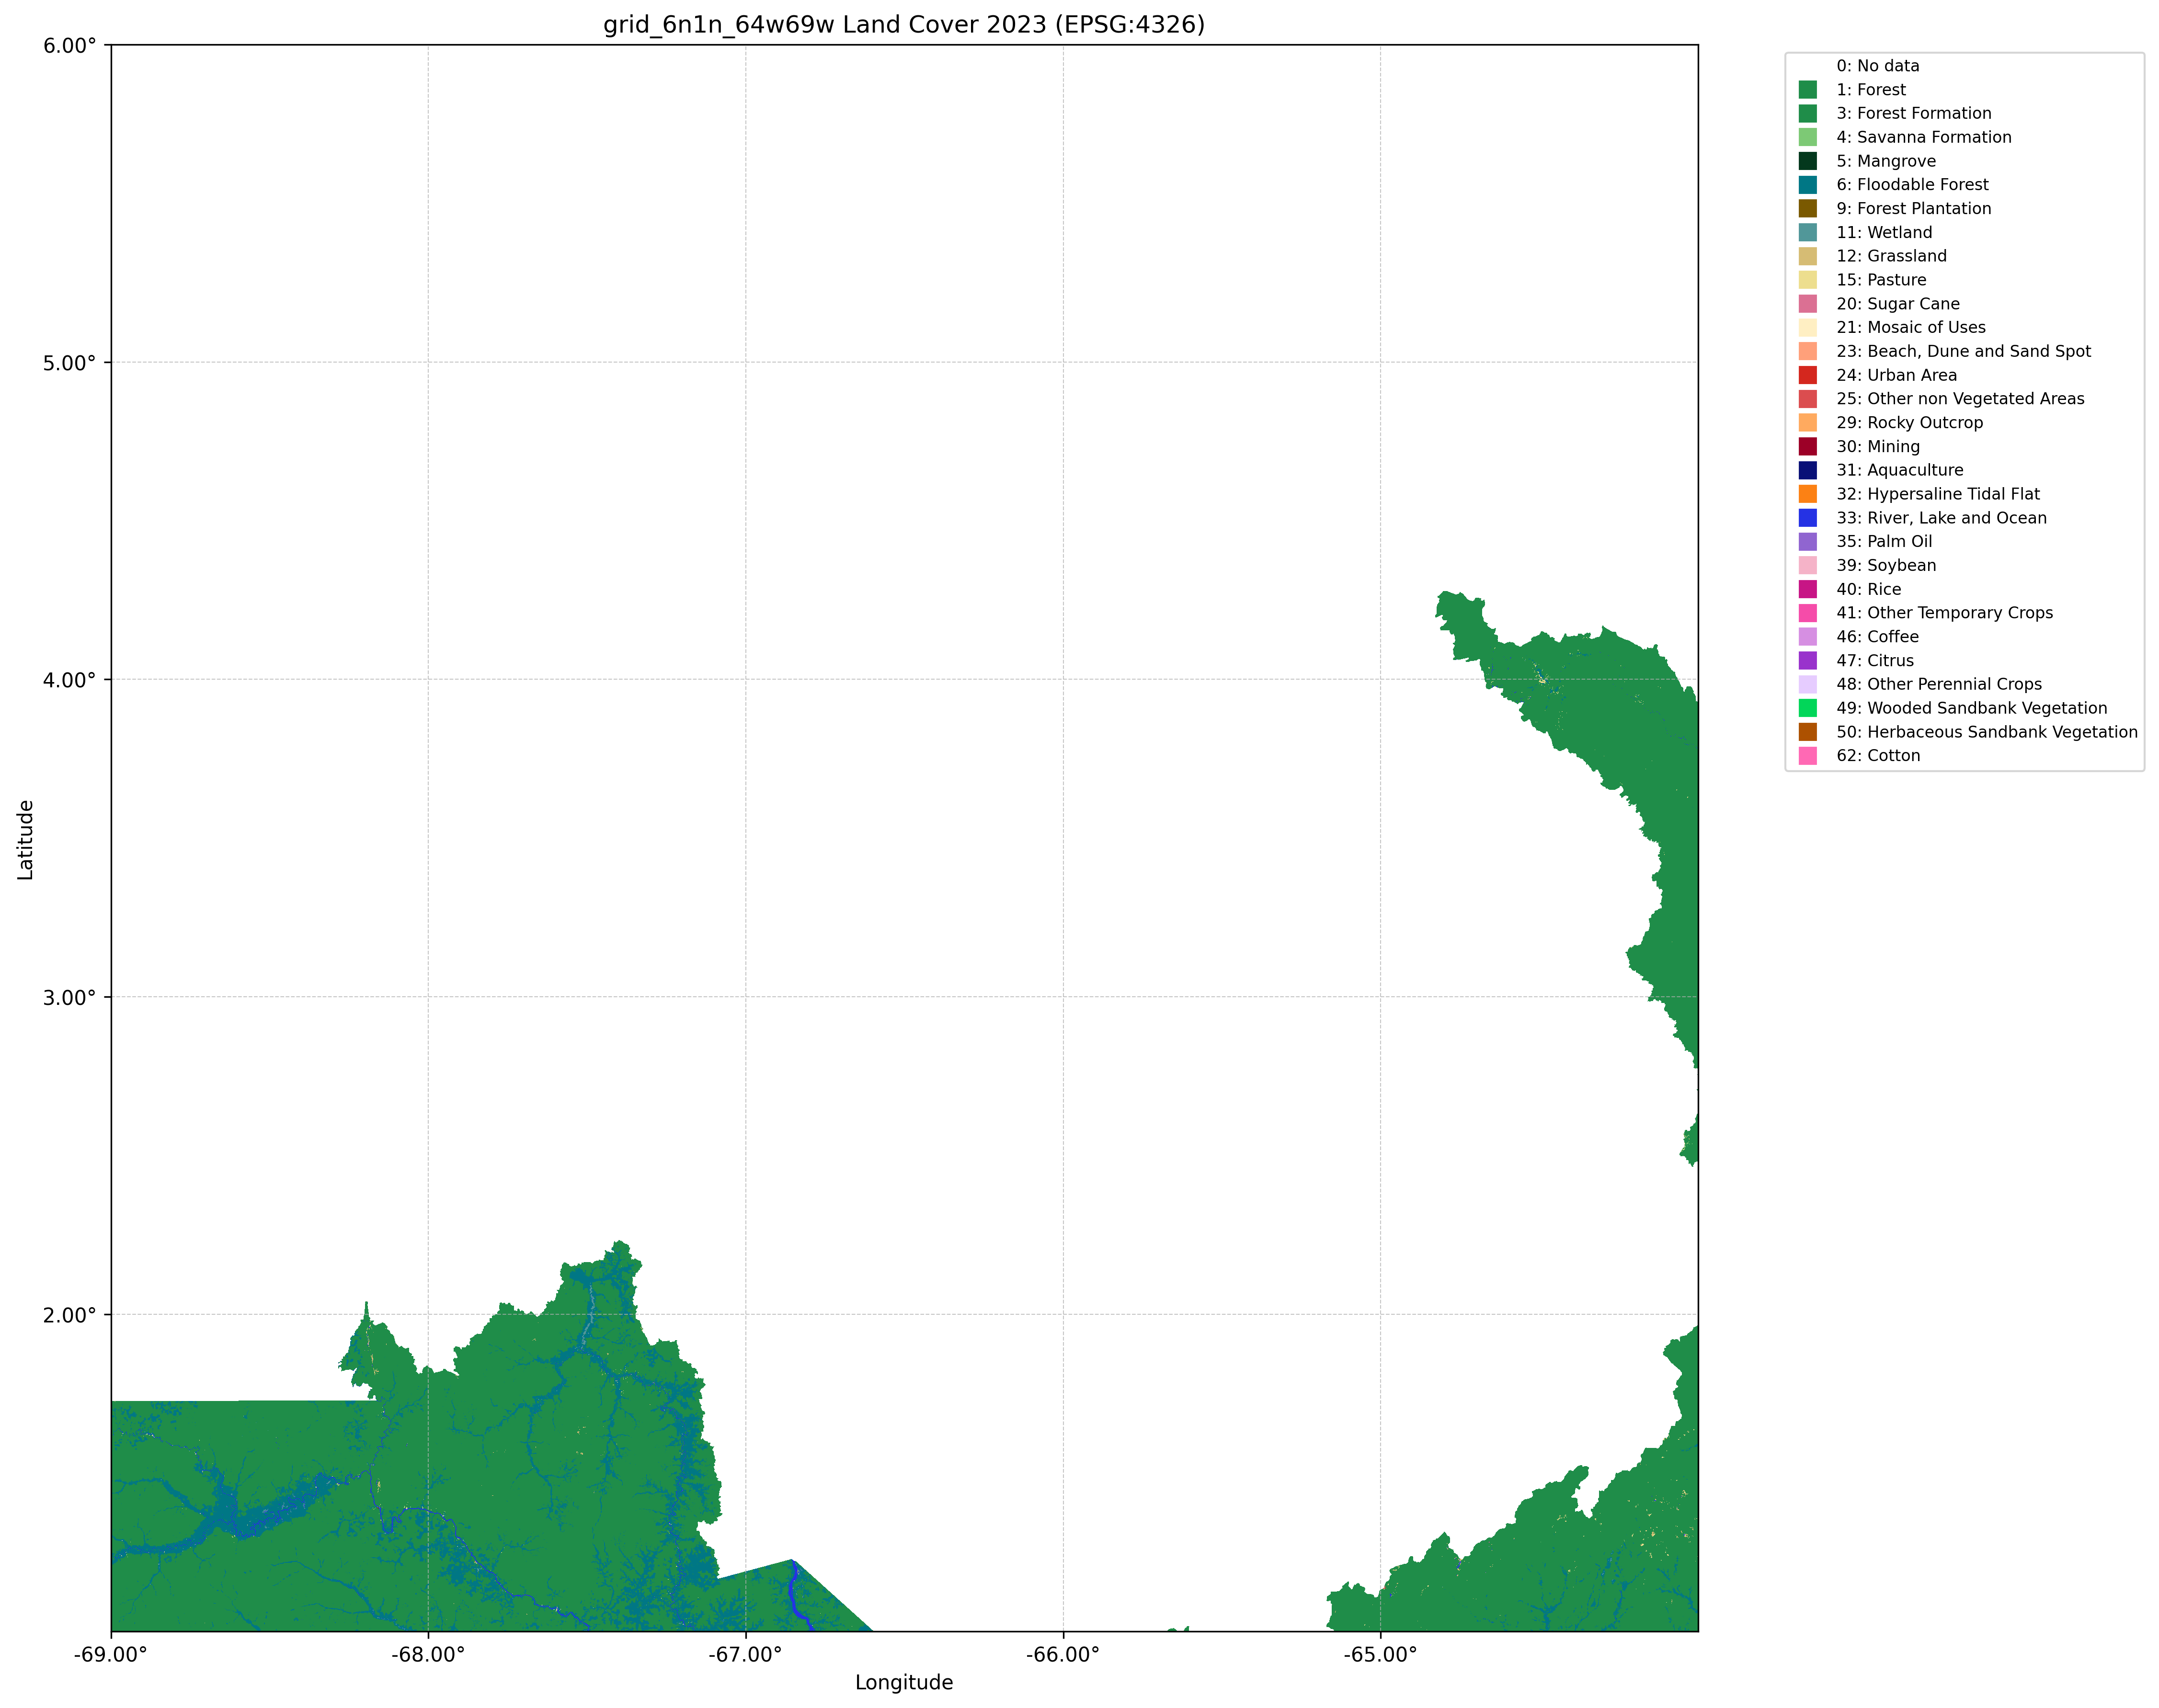 grid_6n1n_64w69w Land Cover 2023 (EPSG:4326)
6.00°
5.00°
4.00°
3.00°
2.00°
Latitude
-69.00°
-68.00°
-67.00°
-66.00°
-65.00°
Longitude
0: No data
1: Forest
3: Forest Formation
4: Savanna Formation
5: Mangrove
6: Floodable Forest
9: Forest Plantation
11: Wetland
12: Grassland
15: Pasture
20: Sugar Cane
21: Mosaic of Uses
23: Beach, Dune and Sand Spot
24: Urban Area
25: Other non Vegetated Areas
29: Rocky Outcrop
30: Mining
31: Aquaculture
32: Hypersaline Tidal Flat
33: River, Lake and Ocean
35: Palm Oil
39: Soybean
40: Rice
41: Other Temporary Crops
46: Coffee
47: Citrus
48: Other Perennial Crops
49: Wooded Sandbank Vegetation
50: Herbaceous Sandbank Vegetation
62: Cotton